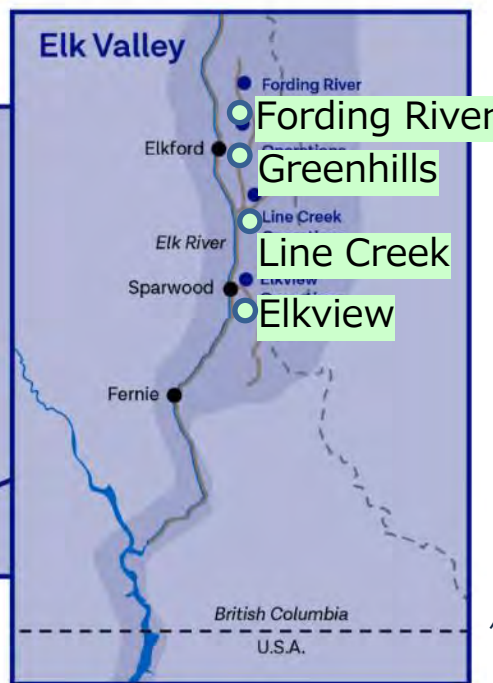 Elk Valley
Fording River
Fording River
Elkford
Greenhills
Line Creek
Elk River
Line Creek
Elkview
Sparwood
Elkview
Fernie
British Columbia
U.S.A.